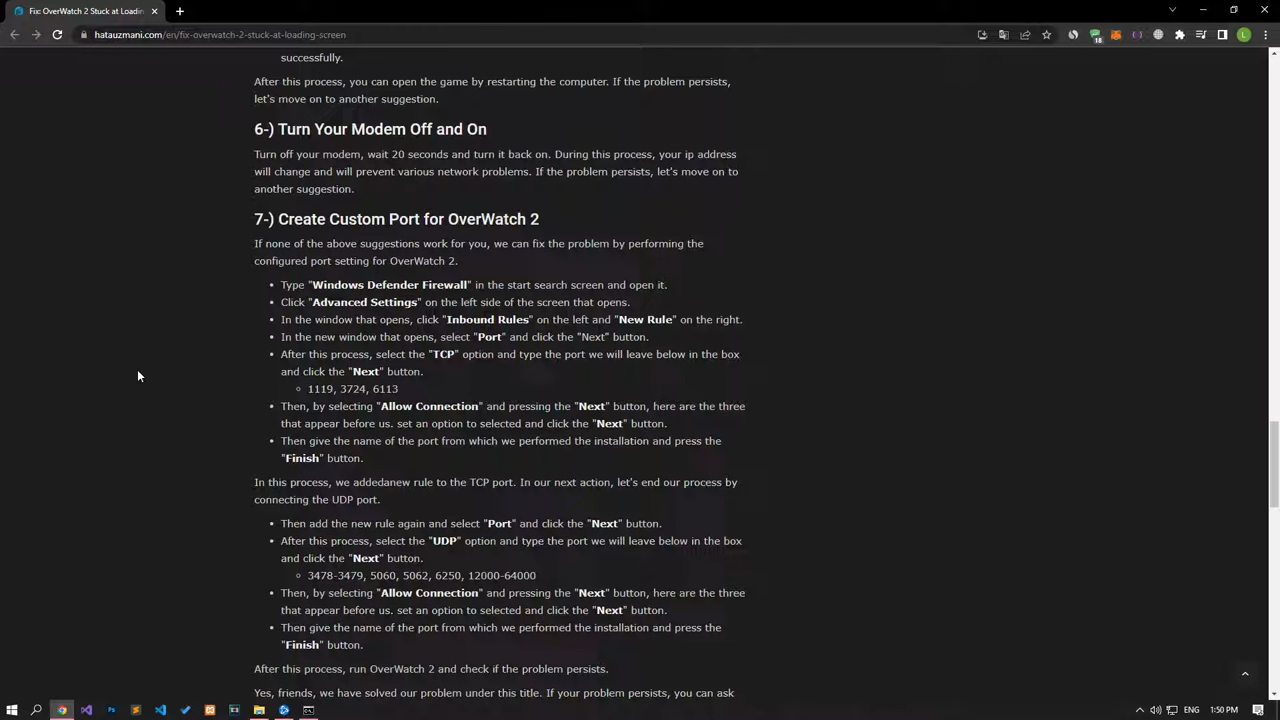 Fix OverWatch 2 Stuck at Loadin
hatauzmani.com/en/fix-overwatch-2-stuck-at-loading-screen
18
L
successfully.
After this process, you can open the game by restarting the computer. If the problem persists,
let's move on to another suggestion.
6-) Turn Your Modem Off and On
Turn off your modem, wait 20 seconds and turn it back on. During this process, your ip address
will change and will prevent various network problems. If the problem persists, let's move on to
another suggestion.
7-) Create Custom Port for OverWatch 2
If none of the above suggestions work for you, we can fix the problem by performing the
configured port setting for OverWatch 2.
Type "Windows Defender Firewall" in the start search screen and open it.
Click "Advanced Settings" on the left side of the screen that opens.
In the window that opens, click "Inbound Rules" on the left and "New Rule" on the right.
In the new window that opens, select "Port" and click the "Next" button.
After this process, select the "TCP" option and type the port we will leave below in the box
and click the "Next" button.
1119, 3724, 6113
Then, by selecting "Allow Connection" and pressing the "Next" button, here are the three
that appear before us. set an option to selected and click the "Next" button.
Then give the name of the port from which we performed the installation and press the
"Finish" button.
In this process, we addedanew rule to the TCP port. In our next action, let's end our process by
connecting the UDP port.
Then add the new rule again and select "Port" and click the "Next" button.
After this process, select the "UDP" option and type the port we will leave below in the box
and click the "Next" button.
3478-3479, 5060, 5062, 6250, 12000-64000
Then, by selecting "Allow Connection" and pressing the "Next" button, here are the three
that appear before us. set an option to selected and click the "Next" button.
Then give the name of the port from which we performed the installation and press the
"Finish" button.
After this process, run OverWatch 2 and check if the problem persists.
Yes, friends, we have solved our problem under this title. If your problem persists, you can ask
ENG
1:50 PM